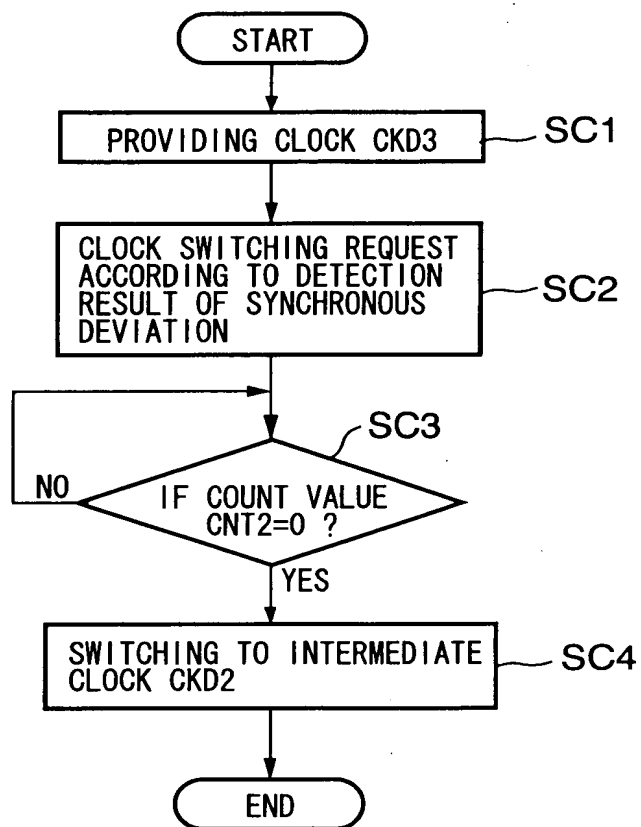 START
PROVIDING CLOCK CKD3
SC1
CLOCK SWITCHING REQUEST
ACCORDING TO DETECTION
RESULT OF SYNCHRONOUS
DEVIATION
SC2
SC3
NO
IF COUNT VALUE
CNT2=0 ?
YES
SWITCHING TO INTERMEDIATE
CLOCK CKD2
SC4
END